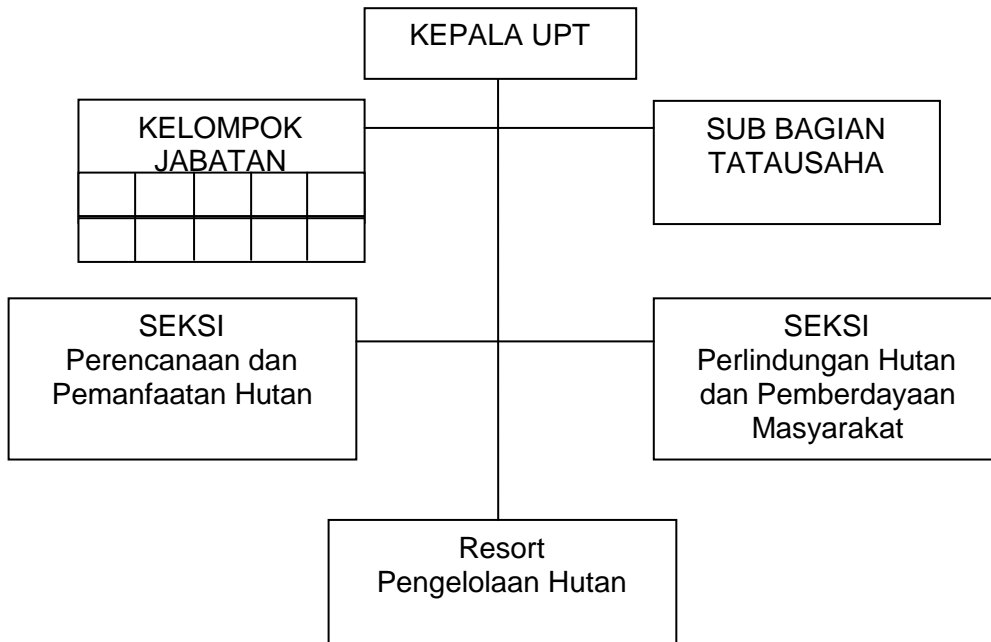 KEPALA UPT
KELOMPOK
JABATAN
SUB BAGIAN
TATAUSAHA
SEKSI
Perencanaan dan
Pemanfaatan Hutan
SEKSI
Perlindungan Hutan
dan Pemberdayaan
Masyarakat
Resort
Pengelolaan Hutan